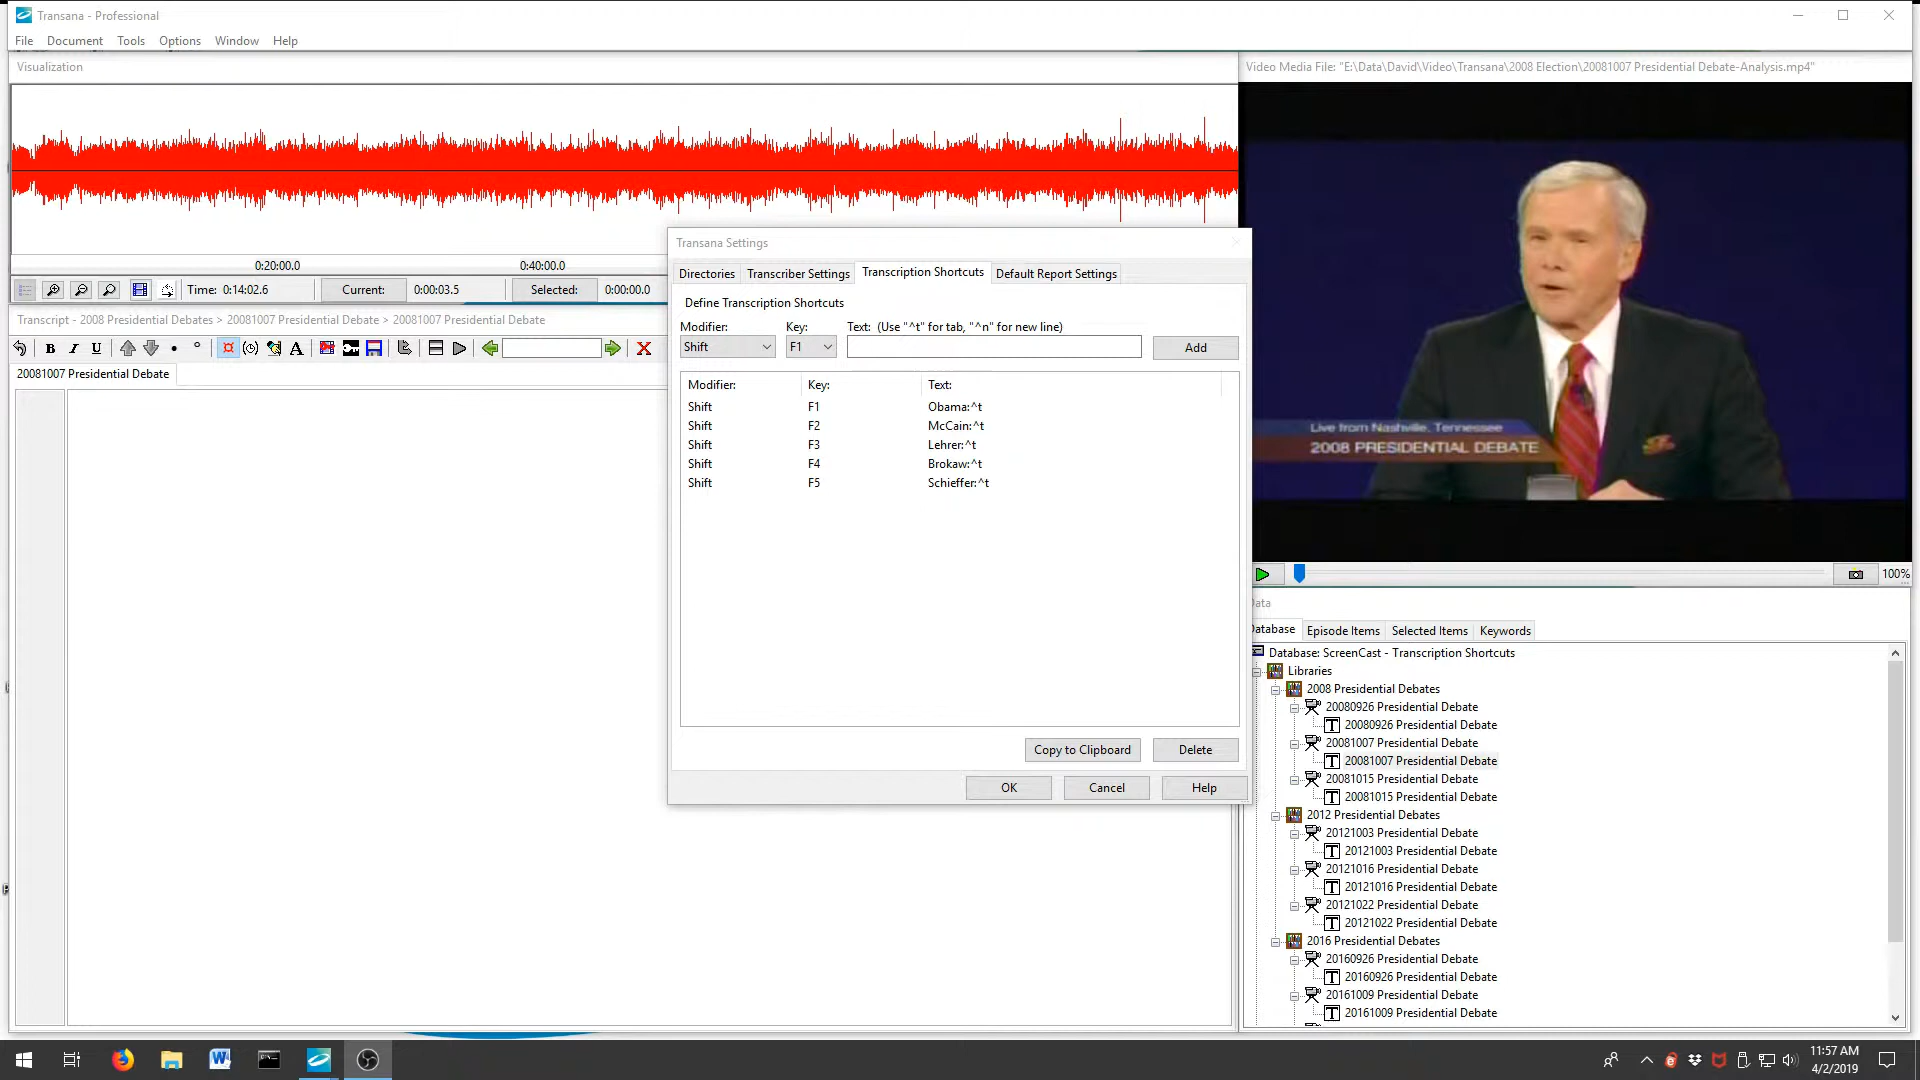 Transana - Professional
File Document Tools Options Window Help
Visualization
0:20:00.0 0:40:00.0
Time: 0:14:02.6 Current: 0:00:03.5 Selected: 0:00:00.0
Transcript - 2008 Presidential Debates > 20081007 Presidential Debate > 20081007 Presidential Debate
B I U A X
20081007 Presidential Debate
Transana Settings
Directories Transcriber Settings Transcription Shortcuts Default Report Settings
Define Transcription Shortcuts
Modifier: Key: Text: (Use "^t" for tab, "^n" for new line)
Shift F1 Add
Modifier: Key: Text:
Shift F1 Obama:^t
Shift F2 McCain:^t
Shift F3 Lehrer:^t
Shift F4 Brokaw:^t
Shift F5 Schieffer:^t
Copy to Clipboard Delete
OK Cancel Help
Video Media File: "E:\Data\David\Video\Transana\2008 Election\20081007 Presidential Debate-Analysis.mp4"
Live from Nashville, Tennessee
2008 PRESIDENTIAL DEBATE
100%
Data
Database Episode Items Selected Items Keywords
Database: ScreenCast - Transcription Shortcuts
Libraries
2008 Presidential Debates
20080926 Presidential Debate
T 20080926 Presidential Debate
20081007 Presidential Debate
T 20081007 Presidential Debate
20081015 Presidential Debate
T 20081015 Presidential Debate
2012 Presidential Debates
20121003 Presidential Debate
T 20121003 Presidential Debate
20121016 Presidential Debate
T 20121016 Presidential Debate
20121022 Presidential Debate
T 20121022 Presidential Debate
2016 Presidential Debates
20160926 Presidential Debate
T 20160926 Presidential Debate
20161009 Presidential Debate
T 20161009 Presidential Debate
11:57 AM
4/2/2019